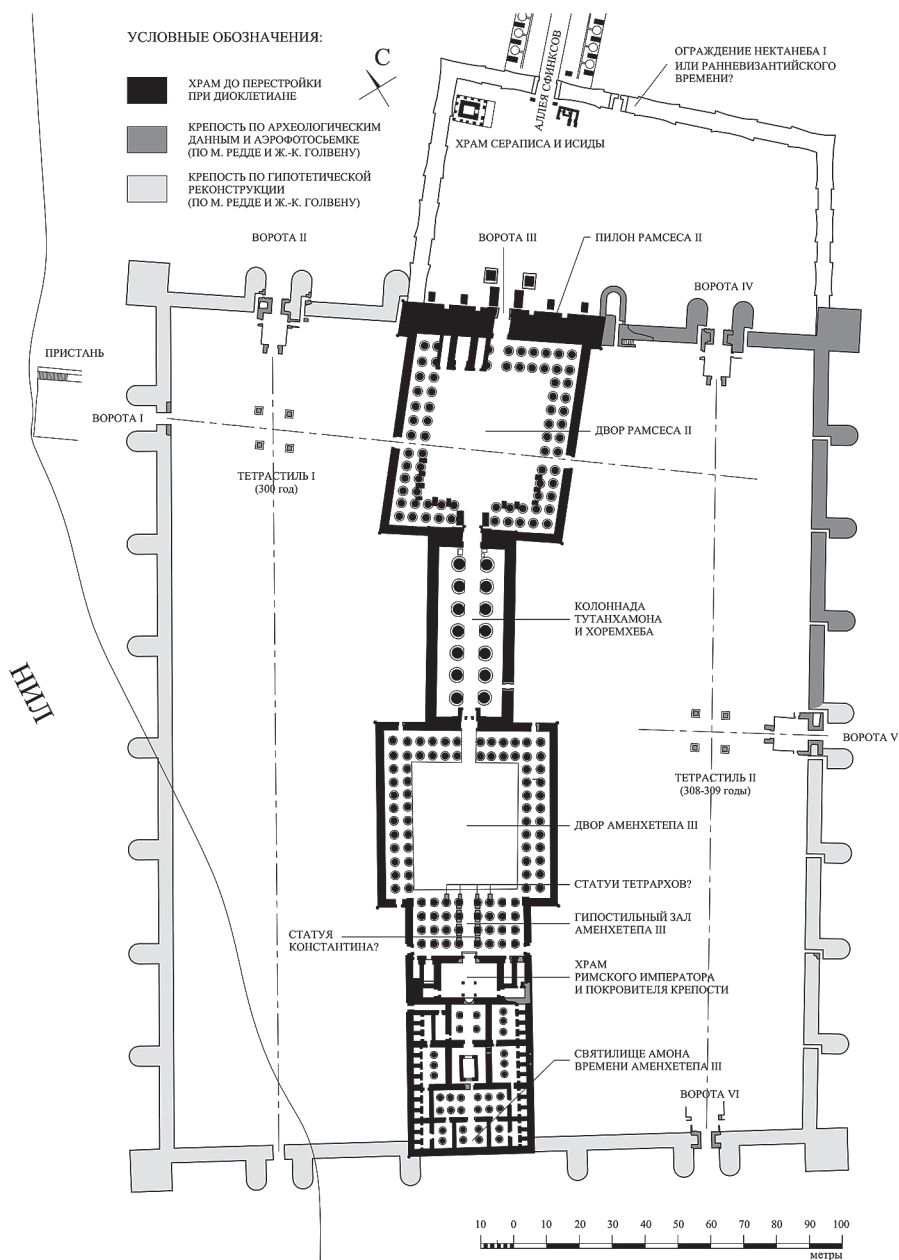 УСЛОВНЫЕ ОБОЗНАЧЕНИЯ:
ХРАМ ДО ПЕРЕСТРОЙКИ
ПРИ ДИОКЛЕТИАНЕ
КРЕПОСТЬ ПО АРХЕОЛОГИЧЕСКИМ
ДАННЫМ И АЭРОФОТОСЬЕМКЕ
(ПО М. РЕДДЕ И Ж.-К. ГОЛВЕНУ)
КРЕПОСТЬ ПО ГИПОТЕТИЧЕСКОЙ
РЕКОНСТРУКЦИИ
(ПО М. РЕДДЕ И Ж.-К. ГОЛВЕНУ)
С
АЛЛЕЯ СФИНКСОВ
ОГРАЖДЕНИЕ НЕКТАНЕБА I
ИЛИ РАННЕВИЗАНТИЙСКОГО
ВРЕМЕНИ?
ХРАМ СЕРАПИСА И ИСИДЫ
ВОРОТА II
ВОРОТА III
ПИЛОН РАМСЕСА II
ВОРОТА IV
ПРИСТАНЬ
ВОРОТА I
ДВОР РАМСЕСА II
ТЕТРАСТИЛЬ I
(300 год)
КОЛОННАДА
ТУТАНХАМОНА
И ХОРЕМХЕБА
НИЛ
ВОРОТА V
ТЕТРАСТИЛЬ II
(308-309 годы)
ДВОР АМЕНХЕТЕПА III
СТАТУИ ТЕТРАРХОВ?
ГИПОСТИЛЬНЫЙ ЗАЛ
АМЕНХЕТЕПА III
СТАТУЯ
КОНСТАНТИНА?
ХРАМ
РИМСКОГО ИМПЕРАТОРА
И ПОКРОВИТЕЛЯ КРЕПОСТИ
СВЯТИЛИЩЕ АМОНА
ВРЕМЕНИ АМЕНХЕТЕПА III
ВОРОТА VI
10 0 10 20 30 40 50 60 70 80 90 100
метры